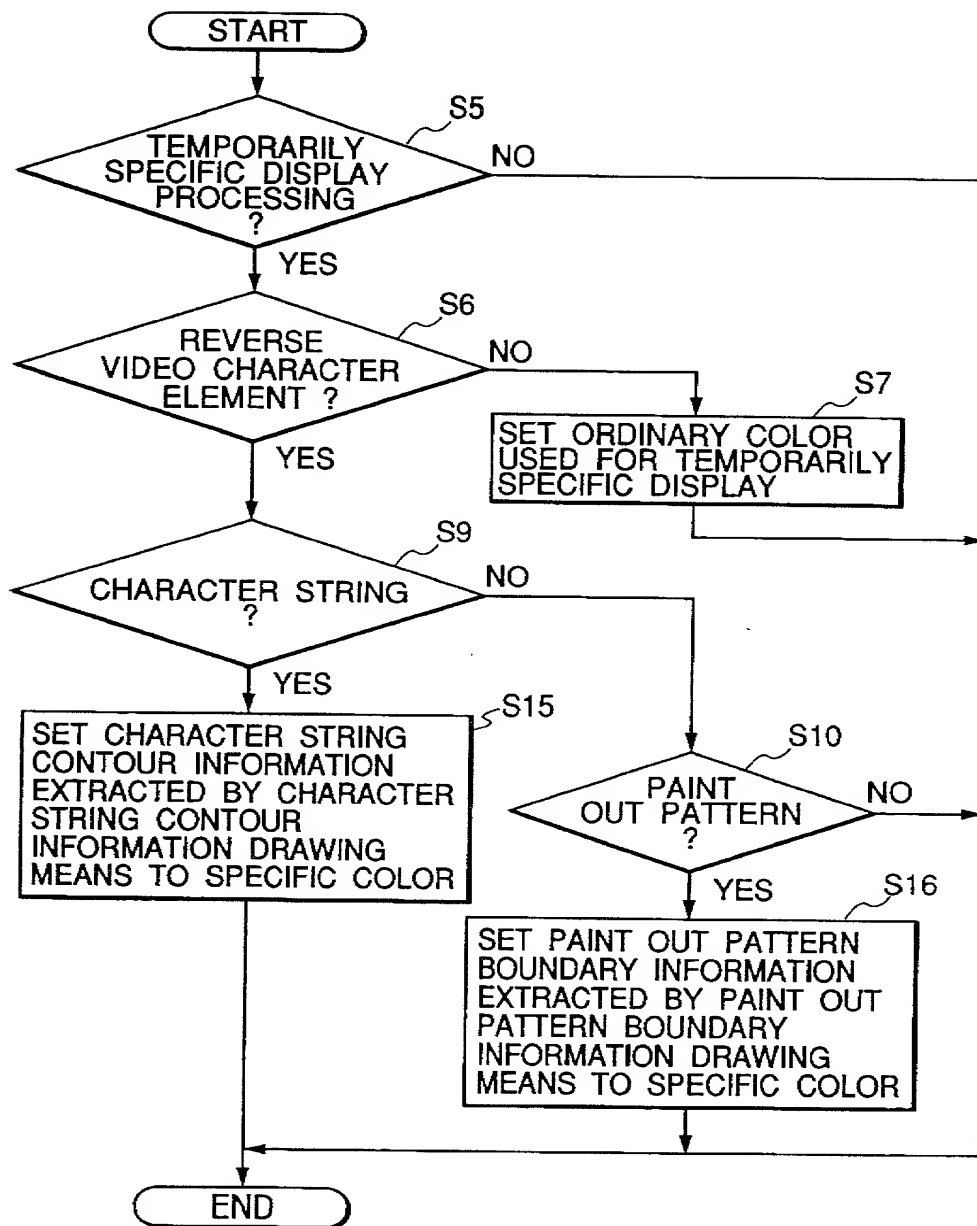 START
S5
TEMPORARILY
SPECIFIC DISPLAY
PROCESSING
?
NO
YES
S6
REVERSE
VIDEO CHARACTER
ELEMENT ?
NO
YES
S7
SET ORDINARY COLOR
USED FOR TEMPORARILY
SPECIFIC DISPLAY
S9
CHARACTER STRING
?
NO
YES
S15
SET CHARACTER STRING
CONTOUR INFORMATION
EXTRACTED BY CHARACTER
STRING CONTOUR
INFORMATION DRAWING
MEANS TO SPECIFIC COLOR
S10
PAINT
OUT PATTERN
?
NO
YES
S16
SET PAINT OUT PATTERN
BOUNDARY INFORMATION
EXTRACTED BY PAINT OUT
PATTERN BOUNDARY
INFORMATION DRAWING
MEANS TO SPECIFIC COLOR
END